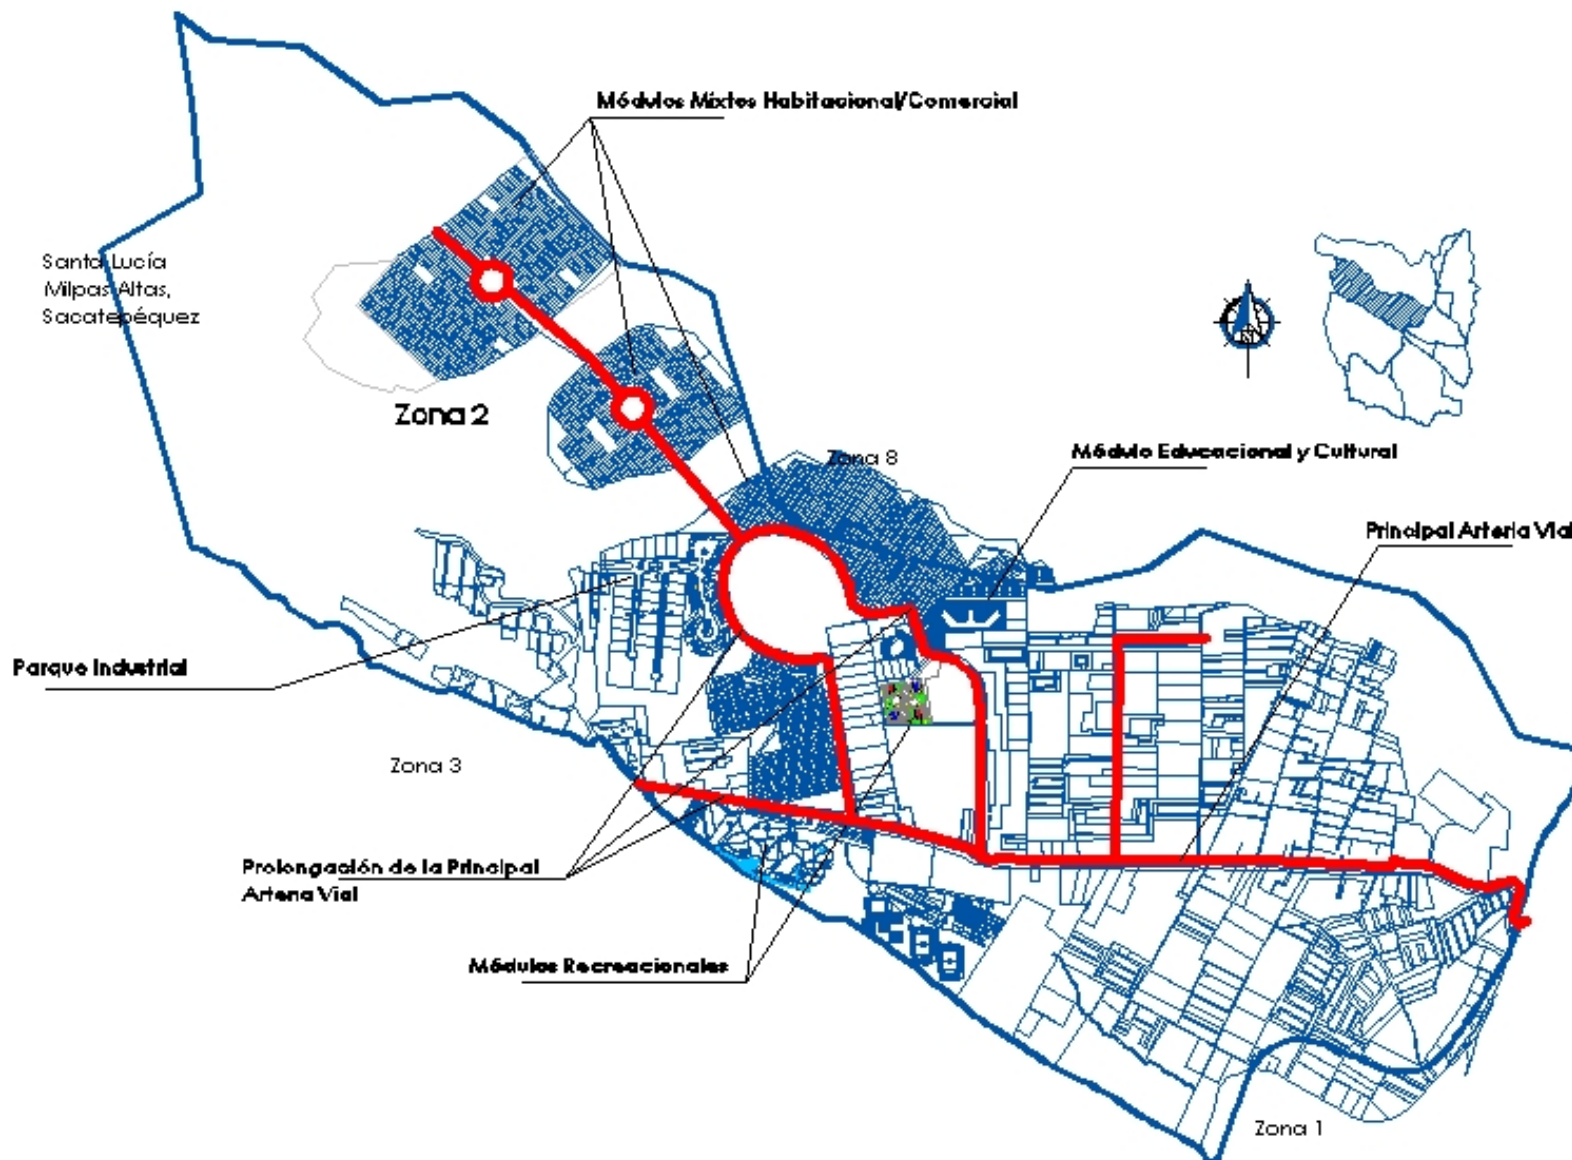 Módulos Mixtos Habitacional/Comercial
Santa Lucía
Milpas Altas,
Sacatepéquez
Zona 2
Zona 8
Módulo Educacional y Cultural
Principal Arteria Vial
Parque Industrial
Zona 3
Prolongación de la Principal
Arteria Vial
Módulos Recreacionales
Zona 1